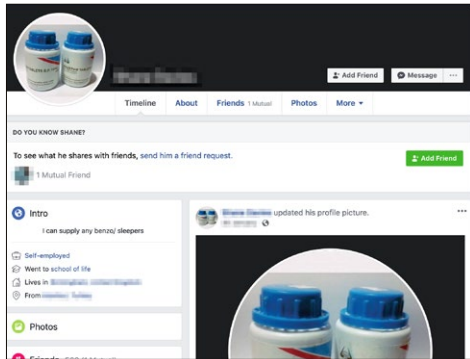 Add Friend
Message
Timeline
About
Friends 1 Mutual
Photos
More
DO YOU KNOW SHANE?
To see what he shares with friends, send him a friend request.
Add Friend
1 Mutual Friend
Intro
I can supply any benzo/ sleepers
Self-employed
Went to school of life
Lives in
From
Photos
updated his profile picture.